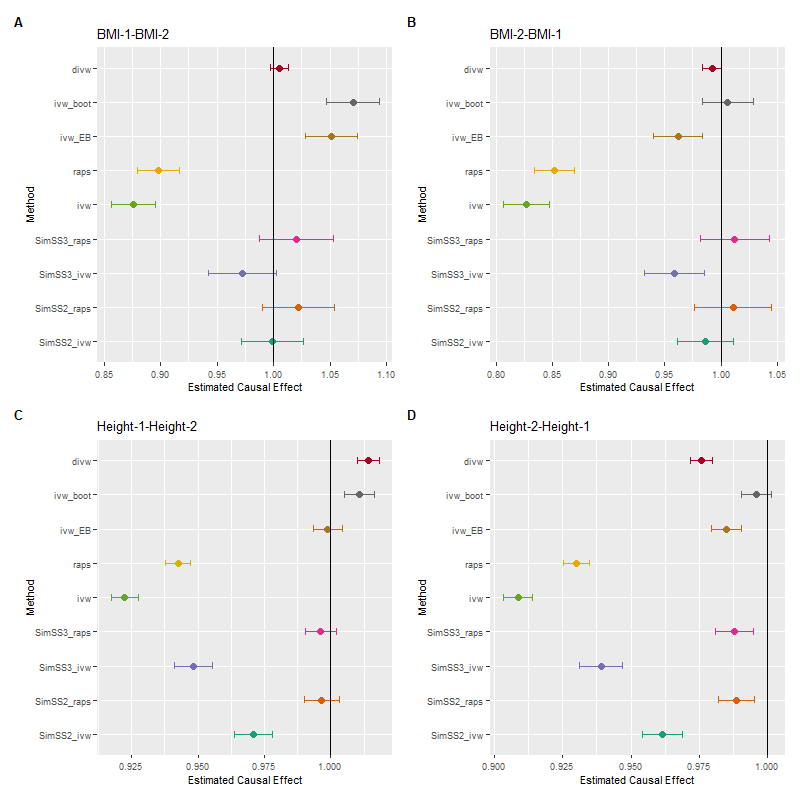 A
BMI-1-BMI-2
Method
divw
ivw_boot
ivw_EB
raps
ivw
SimSS3_raps
SimSS3_ivw
SimSS2_raps
SimSS2_ivw
0.85 0.90 0.95 1.00 1.05 1.10
Estimated Causal Effect
B
BMI-2-BMI-1
Method
divw
ivw_boot
ivw_EB
raps
ivw
SimSS3_raps
SimSS3_ivw
SimSS2_raps
SimSS2_ivw
0.80 0.85 0.90 0.95 1.00 1.05
Estimated Causal Effect
C
Height-1-Height-2
Method
divw
ivw_boot
ivw_EB
raps
ivw
SimSS3_raps
SimSS3_ivw
SimSS2_raps
SimSS2_ivw
0.925 0.950 0.975 1.000
Estimated Causal Effect
D
Height-2-Height-1
Method
divw
ivw_boot
ivw_EB
raps
ivw
SimSS3_raps
SimSS3_ivw
SimSS2_raps
SimSS2_ivw
0.900 0.925 0.950 0.975 1.000
Estimated Causal Effect